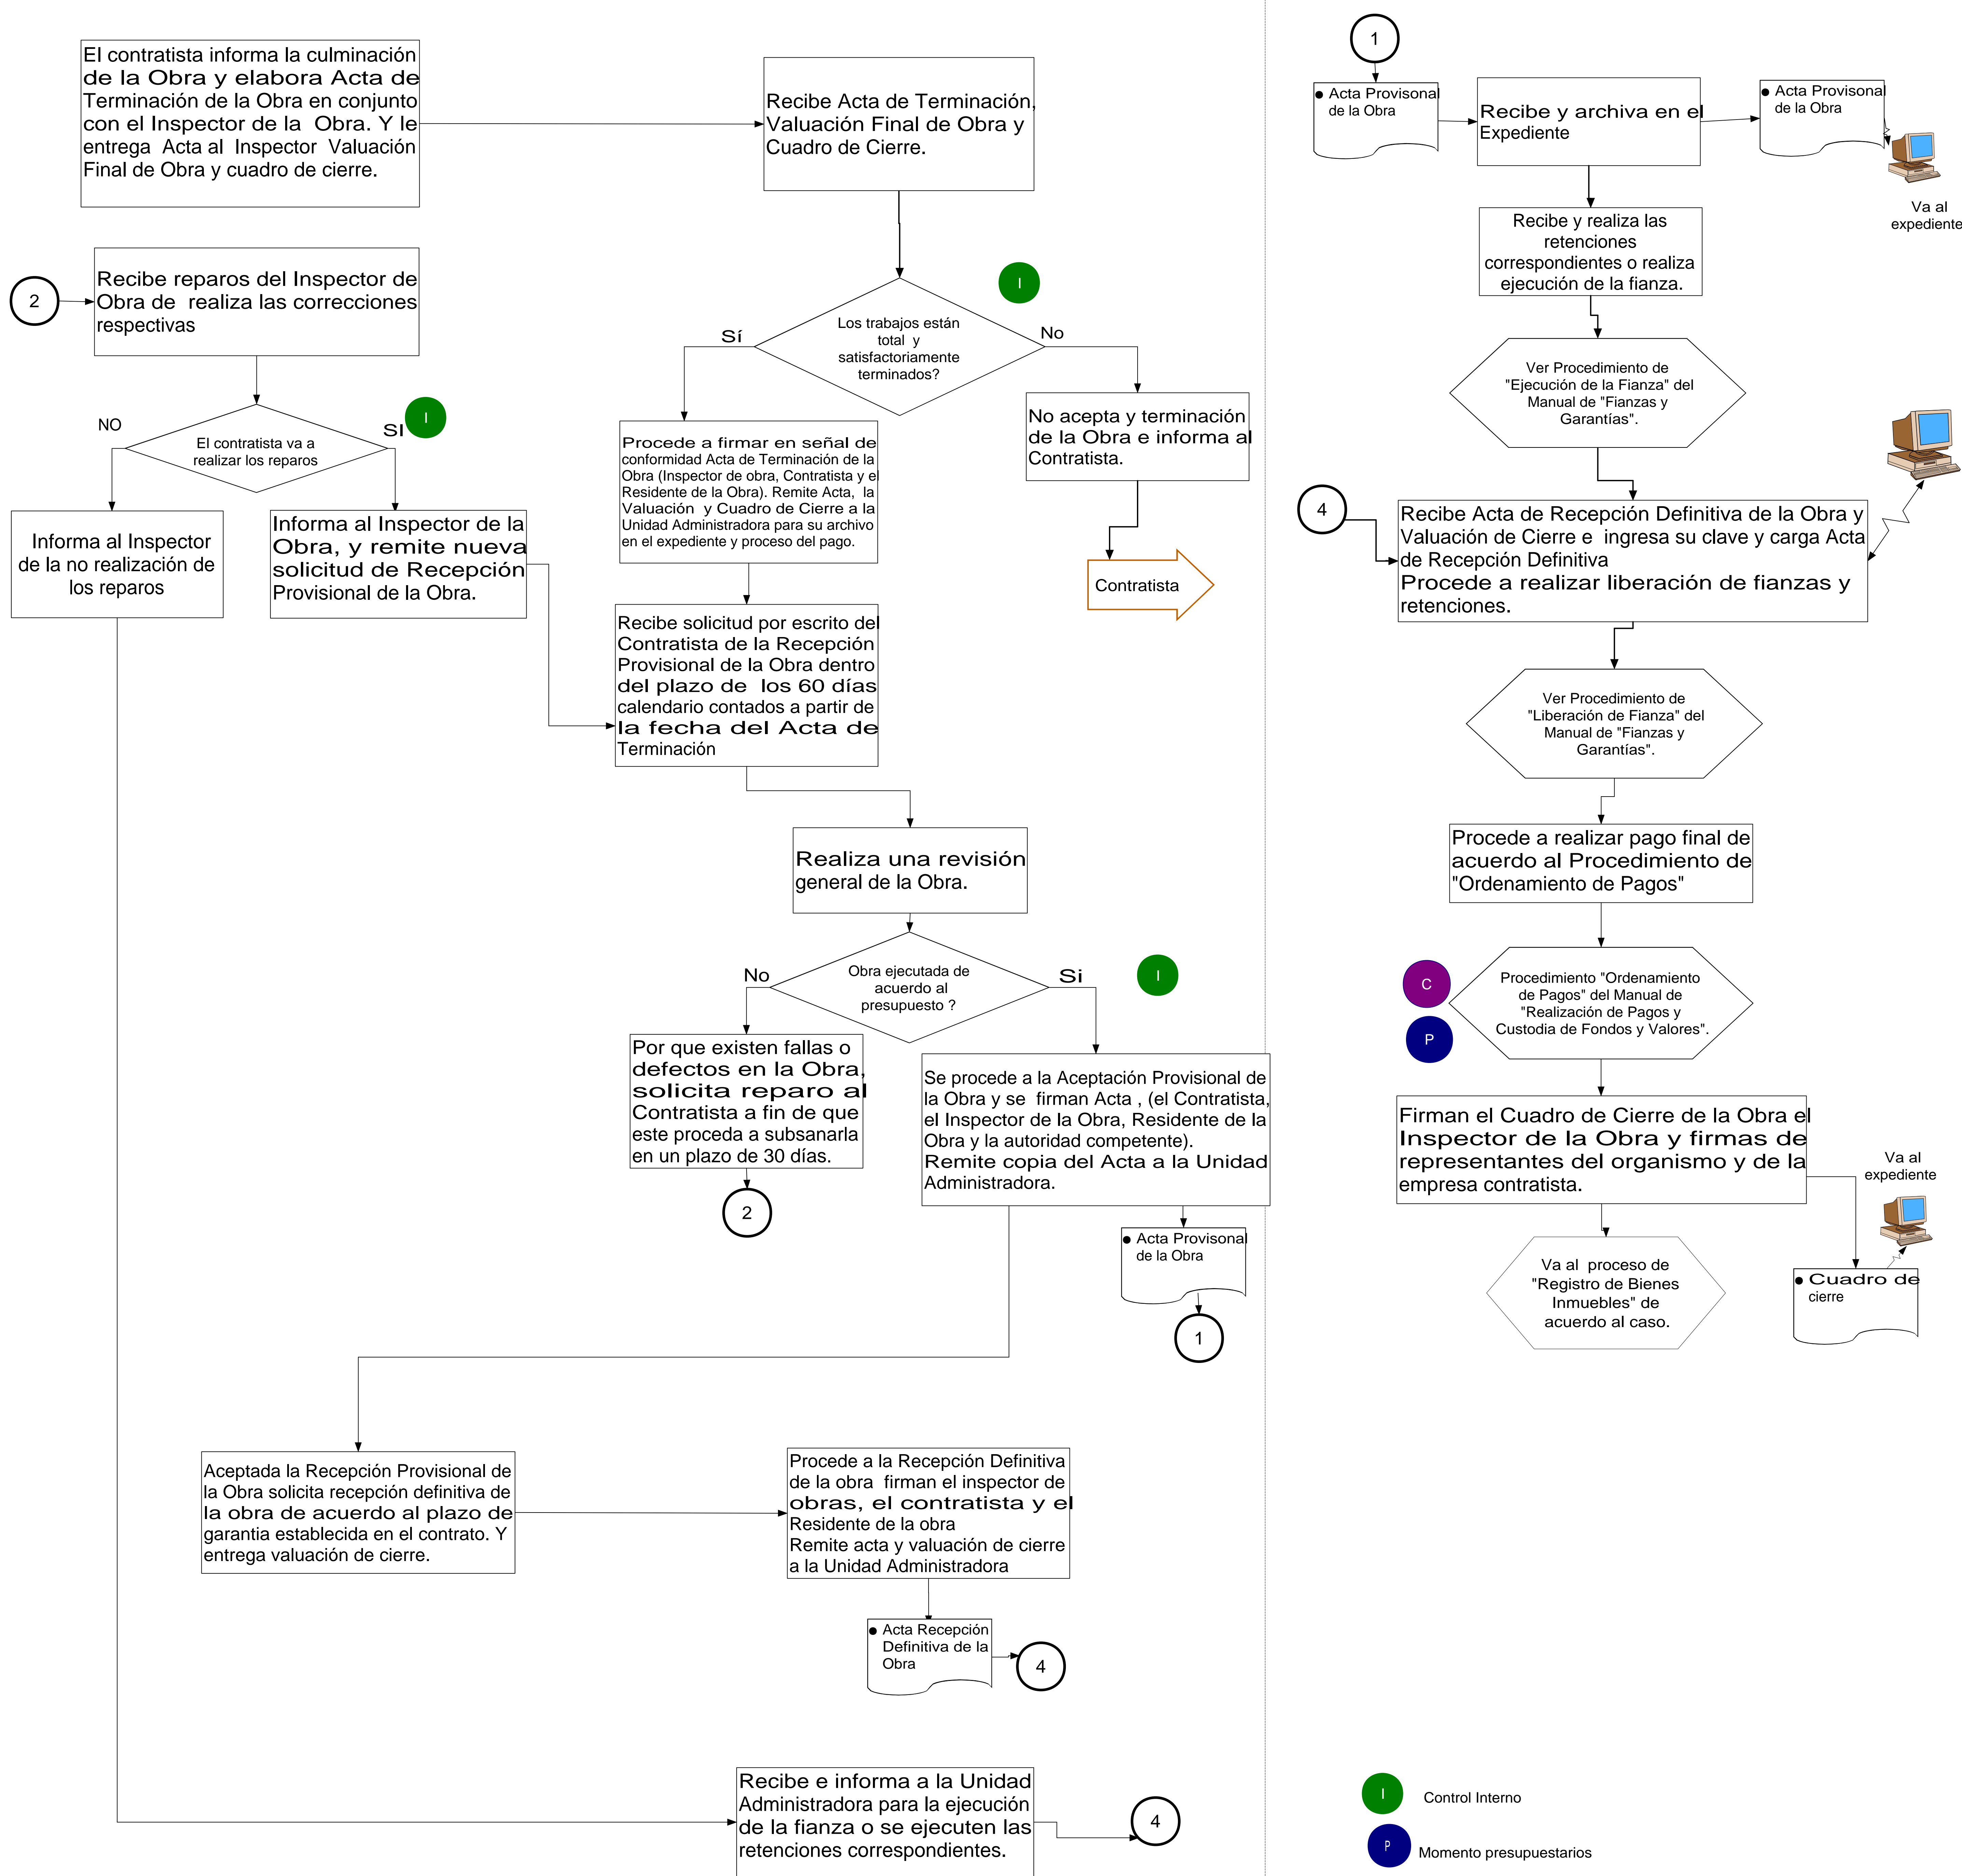 El contratista informa la culminación
de la Obra y elabora Acta de
Terminación de la Obra en conjunto
con el Inspector de la  Obra. Y le
entrega  Acta al  Inspector  Valuación
Final de Obra y cuadro de cierre.
Recibe Acta de Terminación,
Valuación Final de Obra y
Cuadro de Cierre.
2
Recibe reparos del Inspector de
Obra de  realiza las correcciones
respectivas
I
Los trabajos están
total  y
satisfactoriamente
terminados?
Sí
No
NO
SI
I
El contratista va a
realizar los reparos
Informa al Inspector
de la no realización de
los reparos
Informa al Inspector de la
Obra, y remite nueva
solicitud de Recepción
Provisional de la Obra.
Procede a firmar en señal de
conformidad Acta de Terminación de la
Obra (Inspector de obra, Contratista y el
Residente de la Obra). Remite Acta,  la
Valuación  y Cuadro de Cierre a la
Unidad Administradora para su archivo
en el expediente y proceso del pago.
No acepta y terminación
de la Obra e informa al
Contratista.
Contratista
Recibe solicitud por escrito del
Contratista de la Recepción
Provisional de la Obra dentro
del plazo de  los 60 días
calendario contados a partir de
la fecha del Acta de
Terminación
Realiza una revisión
general de la Obra.
No
Obra ejecutada de
acuerdo al
presupuesto ?
Si
I
Por que existen fallas o
defectos en la Obra,
solicita reparo al
Contratista a fin de que
este proceda a subsanarla
en un plazo de 30 días.
2
Se procede a la Aceptación Provisional de
la Obra y se  firman Acta , (el Contratista,
el Inspector de la Obra, Residente de la
Obra y la autoridad competente).
Remite copia del Acta a la Unidad
Administradora.
● Acta Provisonal
de la Obra
1
Aceptada la Recepción Provisional de
la Obra solicita recepción definitiva de
la obra de acuerdo al plazo de
garantia establecida en el contrato. Y
entrega valuación de cierre.
Procede a la Recepción Definitiva
de la obra  firman el inspector de
obras, el contratista y el
Residente de la obra
Remite acta y valuación de cierre
a la Unidad Administradora
● Acta Recepción
Definitiva de la
Obra
4
Recibe e informa a la Unidad
Administradora para la ejecución
de la fianza o se ejecuten las
retenciones correspondientes.
4
1
● Acta Provisonal
de la Obra
Recibe y archiva en el
Expediente
● Acta Provisonal
de la Obra
Va al
expediente
Recibe y realiza las
retenciones
correspondientes o realiza
ejecución de la fianza.
Ver Procedimiento de
"Ejecución de la Fianza" del
Manual de "Fianzas y
Garantías".
4
Recibe Acta de Recepción Definitiva de la Obra y
Valuación de Cierre e  ingresa su clave y carga Acta
de Recepción Definitiva
Procede a realizar liberación de fianzas y
retenciones.
Ver Procedimiento de
"Liberación de Fianza" del
Manual de "Fianzas y
Garantías".
Procede a realizar pago final de
acuerdo al Procedimiento de
"Ordenamiento de Pagos"
C
P
Procedimiento "Ordenamiento
de Pagos" del Manual de
"Realización de Pagos y
Custodia de Fondos y Valores".
Firman el Cuadro de Cierre de la Obra el
Inspector de la Obra y firmas de
representantes del organismo y de la
empresa contratista.
Va al
expediente
● Cuadro de
cierre
Va al  proceso de
"Registro de Bienes
Inmuebles" de
acuerdo al caso.
I
Control Interno
P
Momento presupuestarios